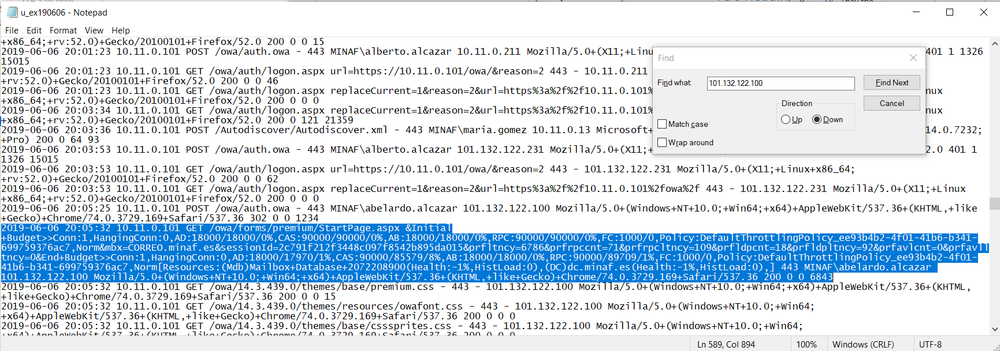 u_ex190606 - Notepad
File Edit Format View Help
+x86_64;+rv:52.0)+Gecko/20100101+Firefox/52.0 200 0 0 15
2019-06-06 20:01:23 10.11.0.101 POST /owa/auth.owa - 443 MINAF\alberto.alcazar 10.11.0.211 Mozilla/5.0+(X11;+Linu 401 1 1326
15015
2019-06-06 20:01:23 10.11.0.101 GET /owa/auth/logon.aspx url=https://10.11.0.101/owa/&reason=2 443 - 10.11.0.211
+rv:52.0)+Gecko/20100101+Firefox/52.0 200 0 0 46
2019-06-06 20:01:23 10.11.0.101 GET /owa/auth/logon.aspx replaceCurrent=1&reason=2&url=https%3a%2f%2f10.11.0.101% nux
+x86_64;+rv:52.0)+Gecko/20100101+Firefox/52.0 200 0 0 0
2019-06-06 20:03:34 10.11.0.101 GET /owa/auth/logon.aspx replaceCurrent=1&reason=2&url=https%3a%2f%2f10.11.0.101% nux
+x86_64;+rv:52.0)+Gecko/20100101+Firefox/52.0 200 0 121 21359
2019-06-06 20:03:36 10.11.0.101 POST /Autodiscover/Autodiscover.xml - 443 MINAF\maria.gomez 10.11.0.13 Microsoft+ 14.0.7232;
+Pro) 200 0 64 93
2019-06-06 20:03:53 10.11.0.101 POST /owa/auth.owa - 443 MINAF\alberto.alcazar 101.132.122.231 Mozilla/5.0+(X11;+ 2.0 401 1
1326 15015
2019-06-06 20:03:53 10.11.0.101 GET /owa/auth/logon.aspx url=https://10.11.0.101/owa/&reason=2 443 - 101.132.122.231 Mozilla/5.0+(X11;+Linux+x86_64;
+rv:52.0)+Gecko/20100101+Firefox/52.0 200 0 0 62
2019-06-06 20:03:53 10.11.0.101 GET /owa/auth/logon.aspx replaceCurrent=1&reason=2&url=https%3a%2f%2f10.11.0.101%2fowa%2f 443 - 101.132.122.231 Mozilla/5.0+(X11;+Linux
+x86_64;+rv:52.0)+Gecko/20100101+Firefox/52.0 200 0 0 0
2019-06-06 20:05:25 10.11.0.101 POST /owa/auth.owa - 443 MINAF\abelardo.alcazar 101.132.122.100 Mozilla/5.0+(Windows+NT+10.0;+Win64;+x64)+AppleWebKit/537.36+(KHTML,+like
+Gecko)+Chrome/74.0.3729.169+Safari/537.36 302 0 0 1234
2019-06-06 20:05:32 10.11.0.101 GET /owa/forms/premium/StartPage.aspx &Initial
+Budget>>Conn:1,HangingConn:0,AD:18000/18000/0%,CAS:90000/90000/0%,AB:18000/18000/0%,RPC:90000/90000/0%,FC:1000/0,Policy:DefaultThrottlingPolicy_ee93b4b2-4f01-41b6-b341-
699759376ac7,Norm&mbx=CORREO.minaf.es&sessionId=2c791f212f3448c097f8542b895da015&prfltncy=6786&prfrpccnt=71&prfrpcltncy=109&prfldpcnt=18&prfldpltncy=92&prfavlcnt=0&prfavll
tncy=0&End+Budget>>Conn:1,HangingConn:0,AD:18000/17970/1%,CAS:90000/85579/8%,AB:18000/18000/0%,RPC:90000/89709/1%,FC:1000/0,Policy:DefaultThrottlingPolicy_ee93b4b2-4f01-
41b6-b341-699759376ac7,Norm[Resources:(Mdb)Mailbox+Database+2072208900(Health:-1%,HistLoad:0),(DC)dc.minaf.es(Health:-1%,HistLoad:0),] 443 MINAF\abelardo.alcazar
101.132.122.100 Mozilla/5.0+(Windows+NT+10.0;+Win64;+x64)+AppleWebKit/537.36+(KHTML,+like+Gecko)+Chrome/74.0.3729.169+Safari/537.36 200 0 0 6843
2019-06-06 20:05:32 10.11.0.101 GET /owa/14.3.439.0/themes/base/premium.css - 443 - 101.132.122.100 Mozilla/5.0+(Windows+NT+10.0;+Win64;+x64)+AppleWebKit/537.36+(KHTML,
+like+Gecko)+Chrome/74.0.3729.169+Safari/537.36 200 0 0 15
2019-06-06 20:05:32 10.11.0.101 GET /owa/14.3.439.0/themes/resources/owafont.css - 443 - 101.132.122.100 Mozilla/5.0+(Windows+NT+10.0;+Win64;
+x64)+AppleWebKit/537.36+(KHTML,+like+Gecko)+Chrome/74.0.3729.169+Safari/537.36 200 0 0 0
2019-06-06 20:05:32 10.11.0.101 GET /owa/14.3.439.0/themes/base/csssprites.css - 443 - 101.132.122.100 Mozilla/5.0+(Windows+NT+10.0;+Win64;
+x64)+AppleWebKit/537.36+(KHTML,+like+Gecko)+Chrome/74.0.3729.169+Safari/537.36 200 0 0 0
Find
Find what: 101.132.122.100 Find Next
Direction Cancel
Up Down
Match case
Wrap around
Ln 589, Col 894 100% Windows (CRLF) UTF-8